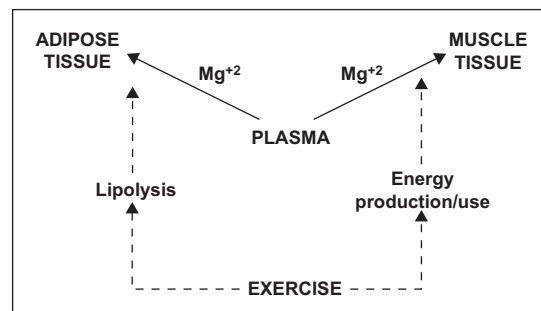 ADIPOSE
TISSUE
Mg+2
Mg+2
MUSCLE
TISSUE
PLASMA
Lipolysis
Energy
production/use
EXERCISE